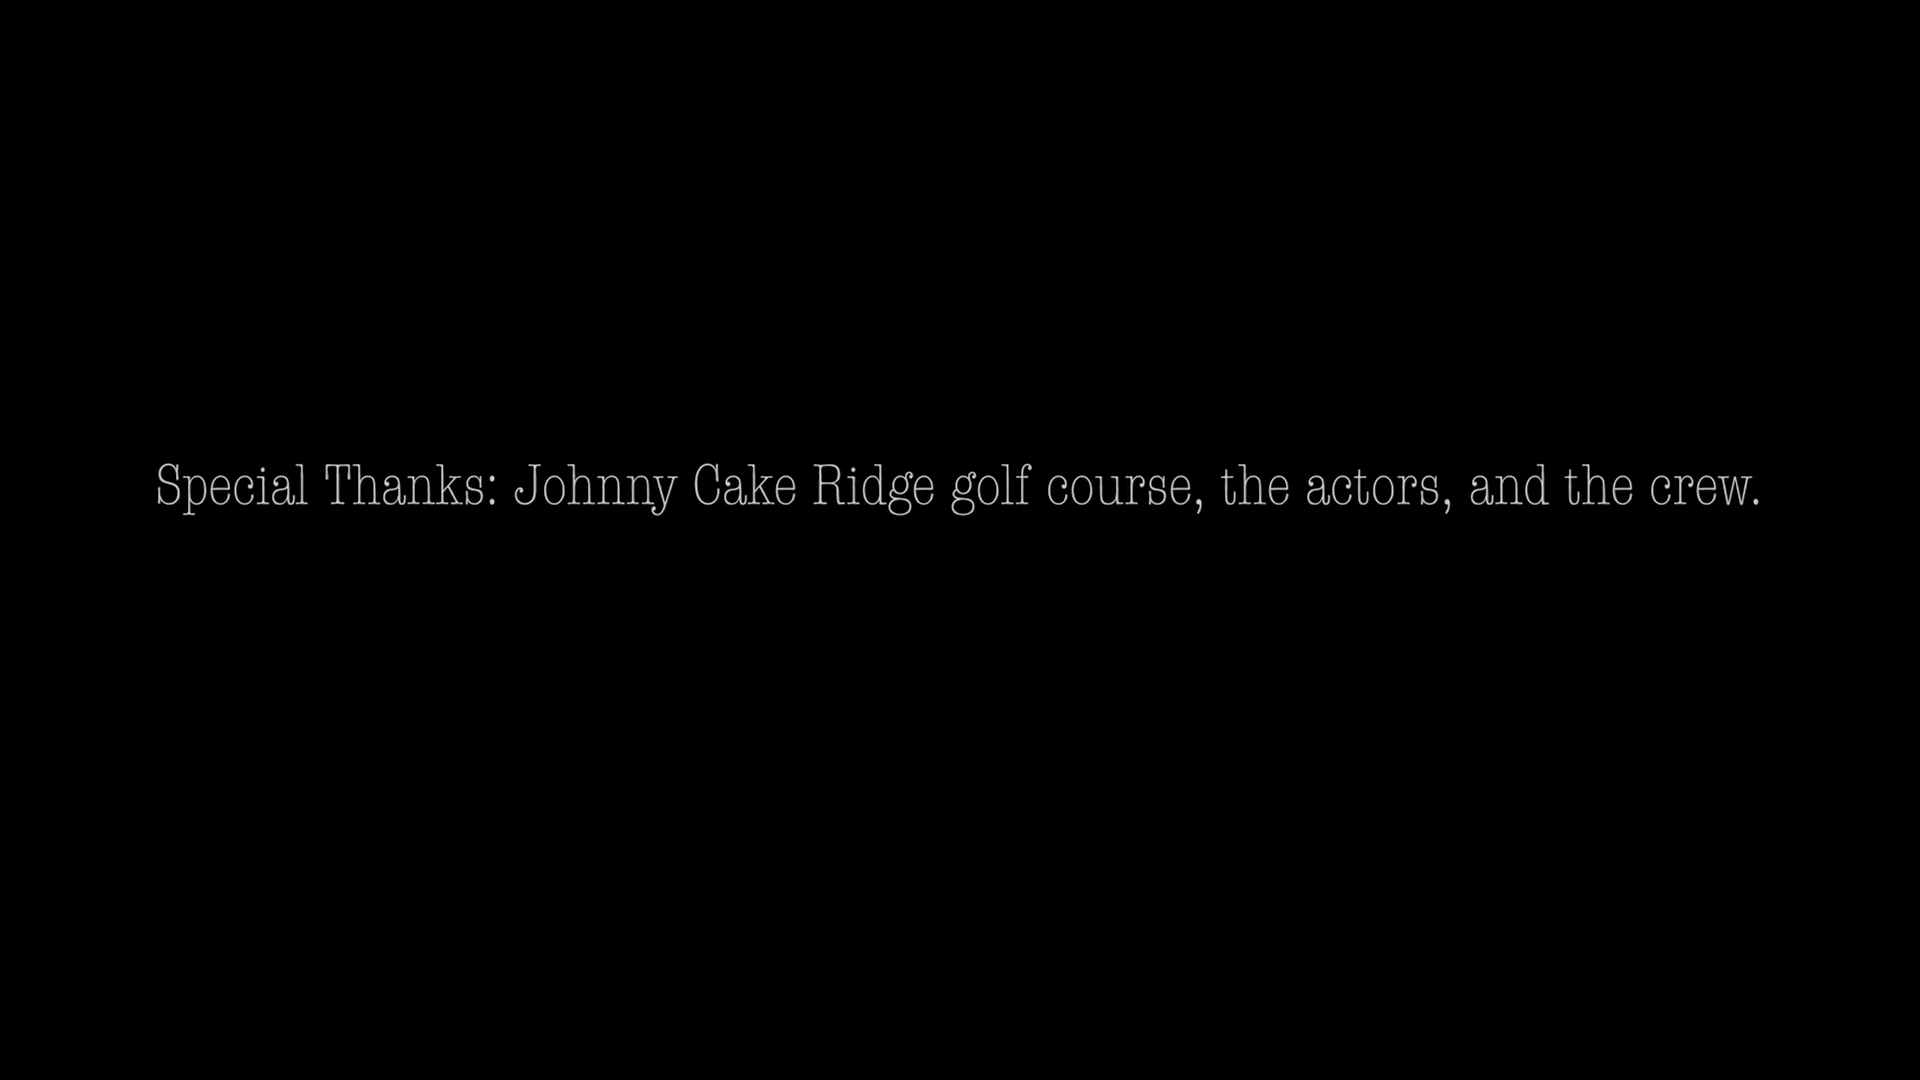 Special Thanks: Johnny Cake Ridge golf course, the actors, and the crew.